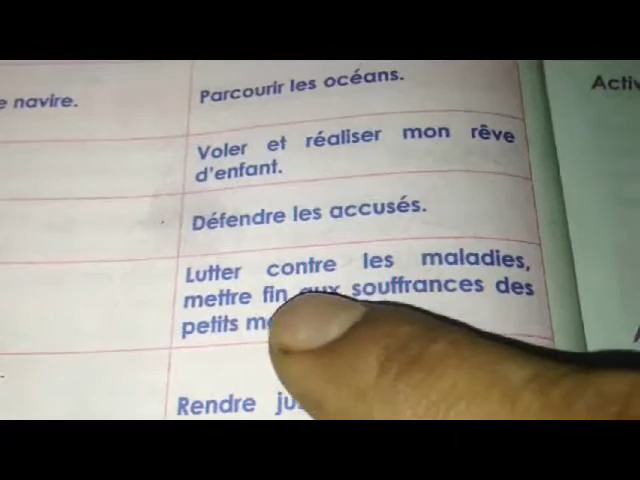 e navire.
Parcourir les océans.
Voler et réaliser mon rêve
d'enfant.
Défendre les accusés.
Lutter contre les maladies,
mettre fin aux souffrances des
petits
Rendre
Activ